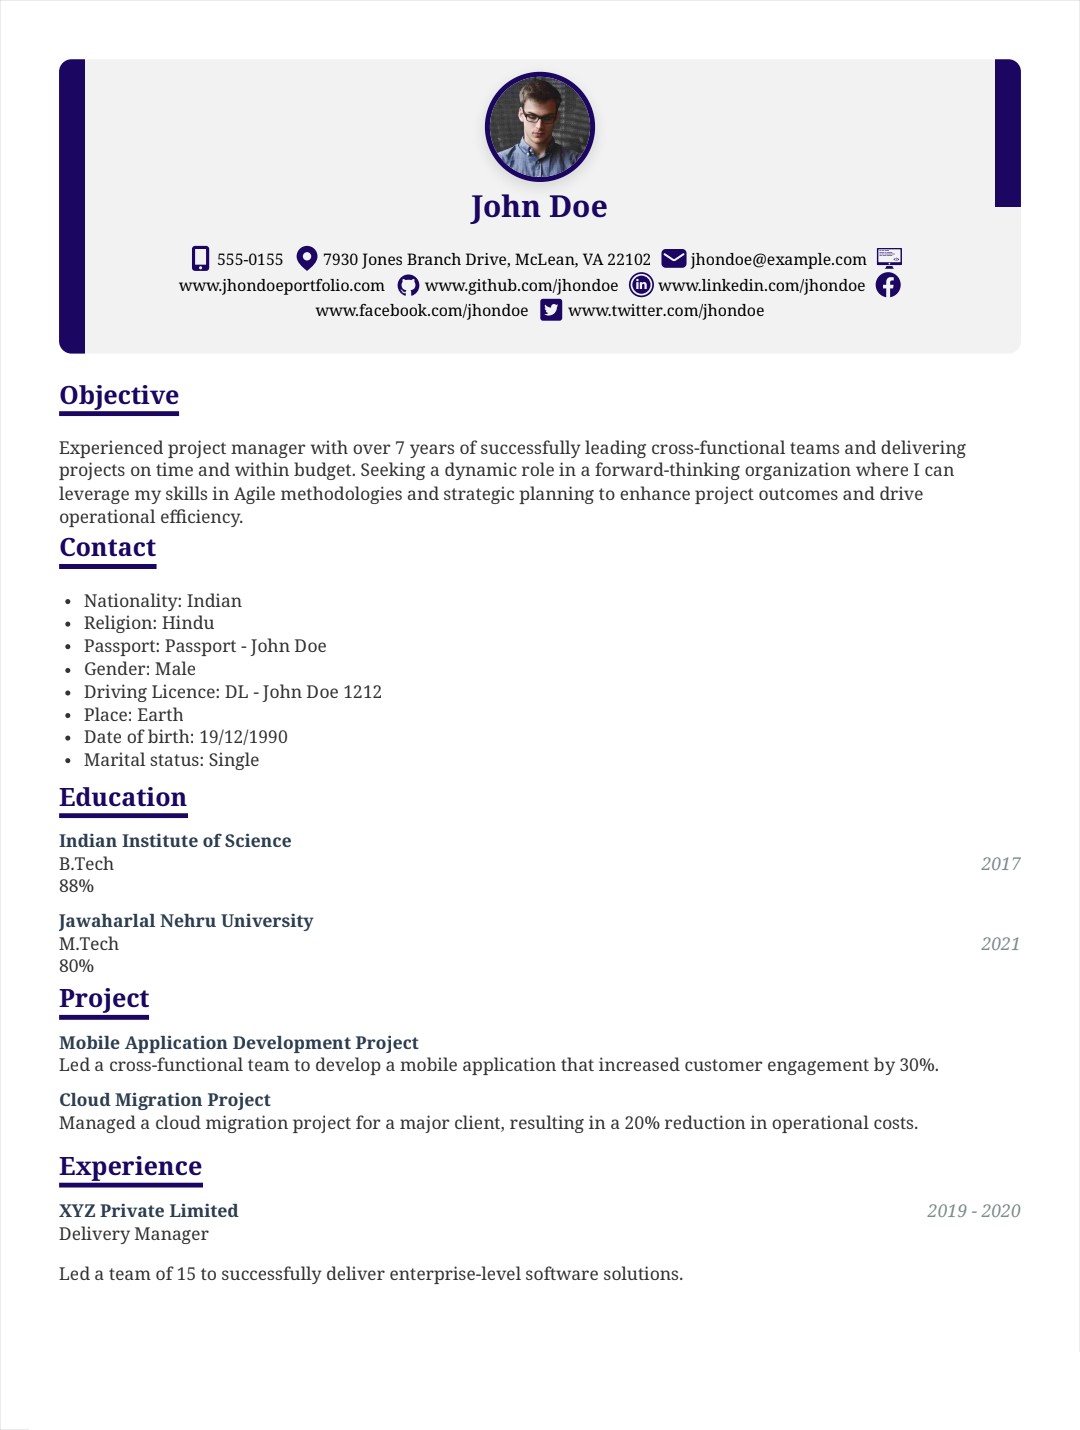 John Doe
555-0155 7930 Jones Branch Drive, McLean, VA 22102 jhondoe@example.com
www.jhondoeportfolio.com www.github.com/jhondoe www.linkedin.com/jhondoe
www.facebook.com/jhondoe www.twitter.com/jhondoe
Objective
Experienced project manager with over 7 years of successfully leading cross-functional teams and delivering
projects on time and within budget. Seeking a dynamic role in a forward-thinking organization where I can
leverage my skills in Agile methodologies and strategic planning to enhance project outcomes and drive
operational efficiency.
Contact
• Nationality: Indian
• Religion: Hindu
• Passport: Passport - John Doe
• Gender: Male
• Driving Licence: DL - John Doe 1212
• Place: Earth
• Date of birth: 19/12/1990
• Marital status: Single
Education
Indian Institute of Science
B.Tech 2017
88%
Jawaharlal Nehru University
M.Tech 2021
80%
Project
Mobile Application Development Project
Led a cross-functional team to develop a mobile application that increased customer engagement by 30%.
Cloud Migration Project
Managed a cloud migration project for a major client, resulting in a 20% reduction in operational costs.
Experience
XYZ Private Limited 2019 - 2020
Delivery Manager
Led a team of 15 to successfully deliver enterprise-level software solutions.